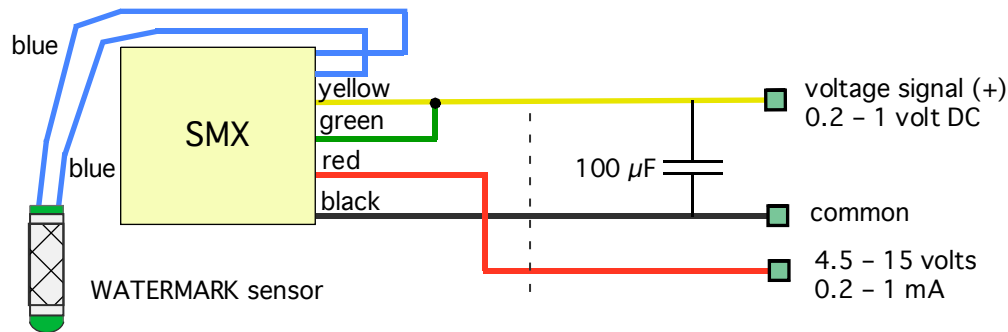 blue
SMX
yellow
green
red
black
blue
voltage signal (+)
0.2 – 1 volt DC
100 µF
common
4.5 – 15 volts
0.2 – 1 mA
WATERMARK sensor